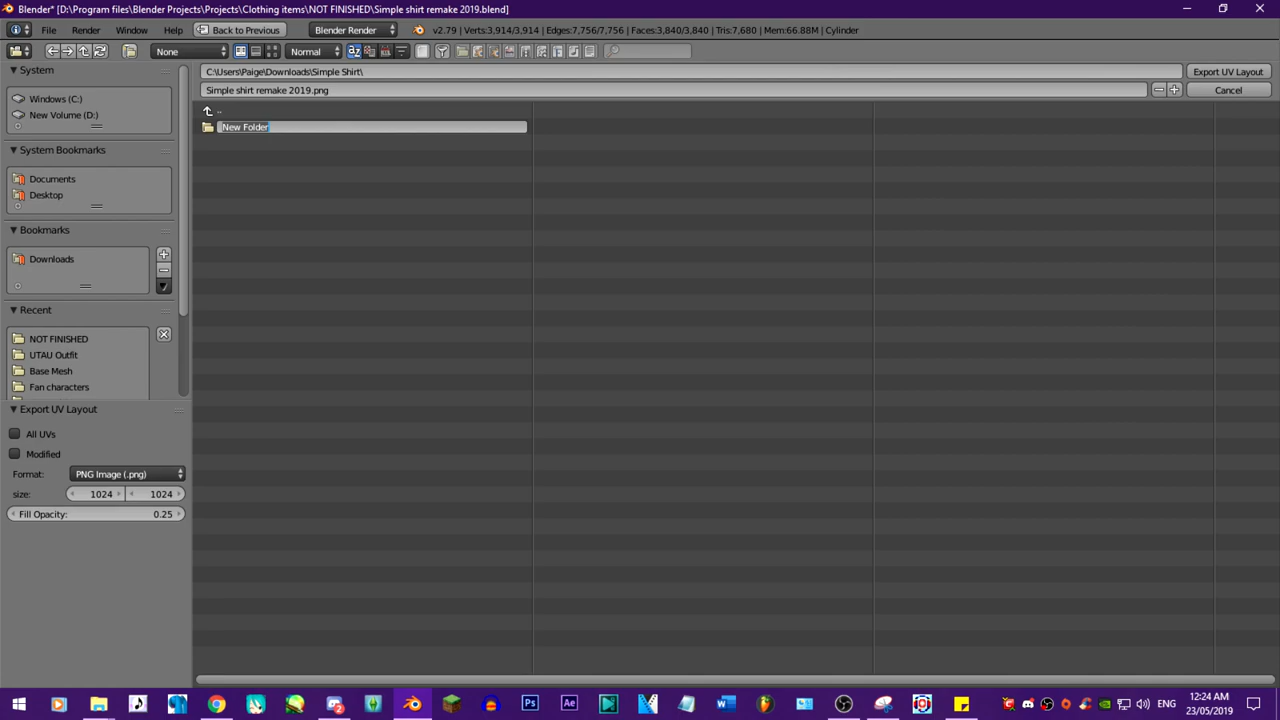 Blender* [D:\Program files\Blender Projects\Projects\Clothing items\NOT FINISHED\Simple shirt remake 2019.blend]
File Render Window Help Back to Previous Blender Render v2.79 | Verts:3,914/3,914 | Edges:7,756/7,756 | Faces:3,840/3,840 | Tris:7,680 | Mem:66.88M | Cylinder
None Normal
System
C:\Users\Paige\Downloads\Simple Shirt\
Export UV Layout
Simple shirt remake 2019.png
Cancel
Windows (C:)
New Volume (D:)
..
New Folder
System Bookmarks
Documents
Desktop
Bookmarks
Downloads
Recent
NOT FINISHED
UTAU Outfit
Base Mesh
Fan characters
Export UV Layout
All UVs
Modified
Format: PNG Image (.png)
size: 1024 1024
Fill Opacity: 0.25
Ps Ae
ENG
12:24 AM
23/05/2019